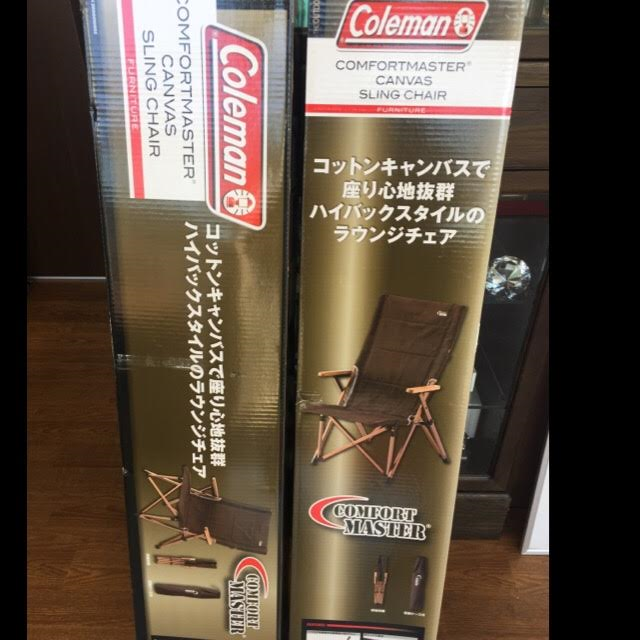 Coleman
COMFORTMASTER®
CANVAS
SLING CHAIR
FURNITURE
コットンキャンバスで座り心地抜群
ハイバックスタイルのラウンジチェア
COMFORT
MASTER
Coleman
COMFORTMASTER®
CANVAS
SLING CHAIR
FURNITURE
コットンキャンバスで
座り心地抜群
ハイバックスタイルの
ラウンジチェア
COMFORT
MASTER®